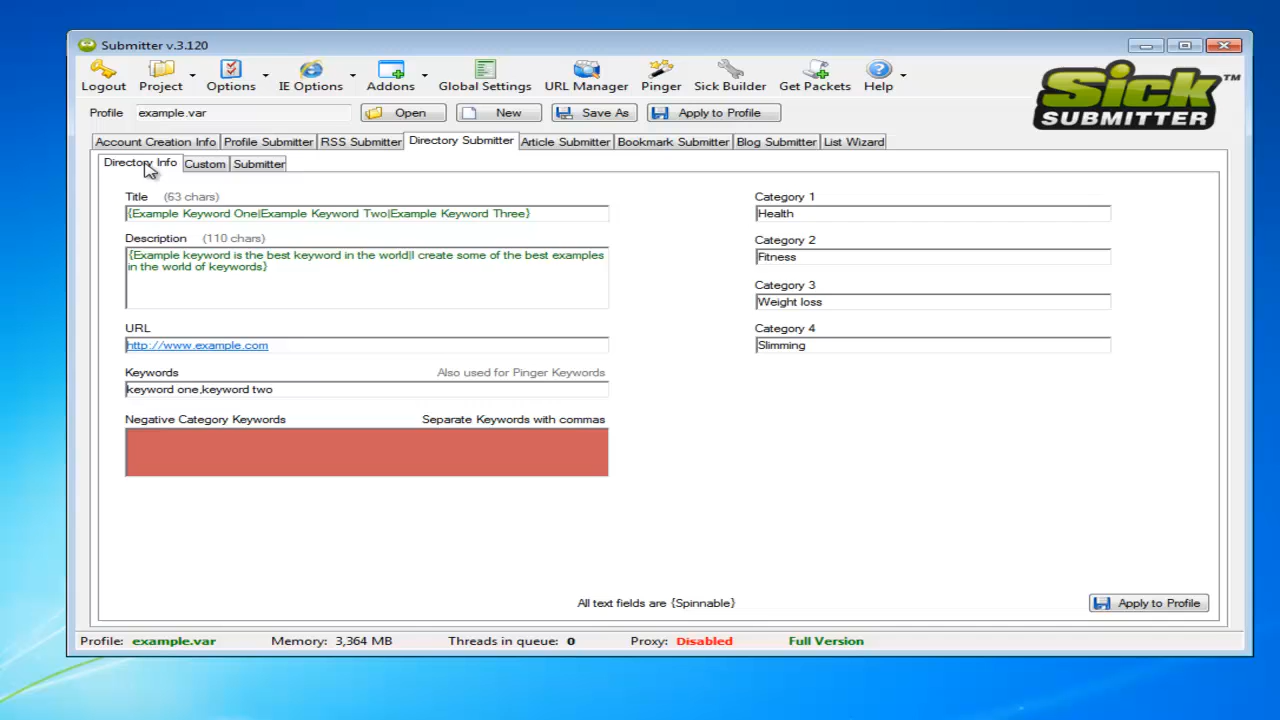 Submitter v.3.120
Logout Project Options IE Options Addons Global Settings URL Manager Pinger Sick Builder Get Packets Help
Sick SUBMITTER™
Profile example.var Open New Save As Apply to Profile
Account Creation Info Profile Submitter RSS Submitter Directory Submitter Article Submitter Bookmark Submitter Blog Submitter List Wizard
Directory Info Custom Submitter
Title (63 chars)
{Example Keyword One|Example Keyword Two|Example Keyword Three}
Description (110 chars)
{Example keyword is the best keyword in the world|I create some of the best examples
in the world of keywords}
URL
http://www.example.com
Keywords Also used for Pinger Keywords
keyword one,keyword two
Negative Category Keywords Separate Keywords with commas
Category 1
Health
Category 2
Fitness
Category 3
Weight loss
Category 4
Slimming
All text fields are {Spinnable}
Apply to Profile
Profile: example.var Memory: 3,364 MB Threads in queue: 0 Proxy: Disabled Full Version